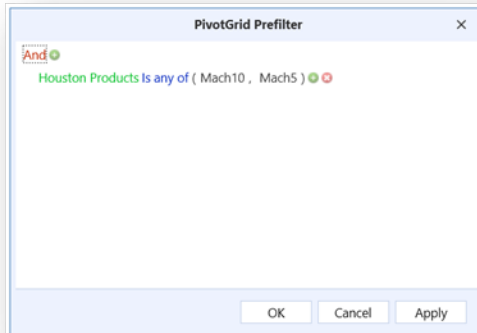 PivotGrid Prefilter
And
Houston Products Is any of ( Mach10 , Mach5 )
OK Cancel Apply